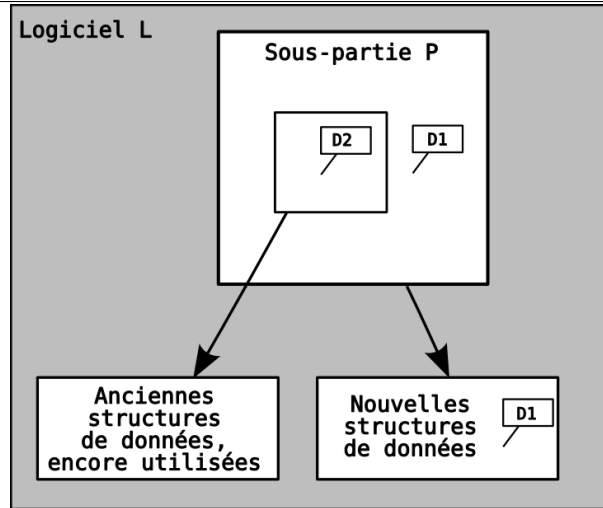 Logiciel L
Sous-partie P
D2
D1
Anciennes
structures
de données,
encore utilisées
Nouvelles
structures
de données
D1